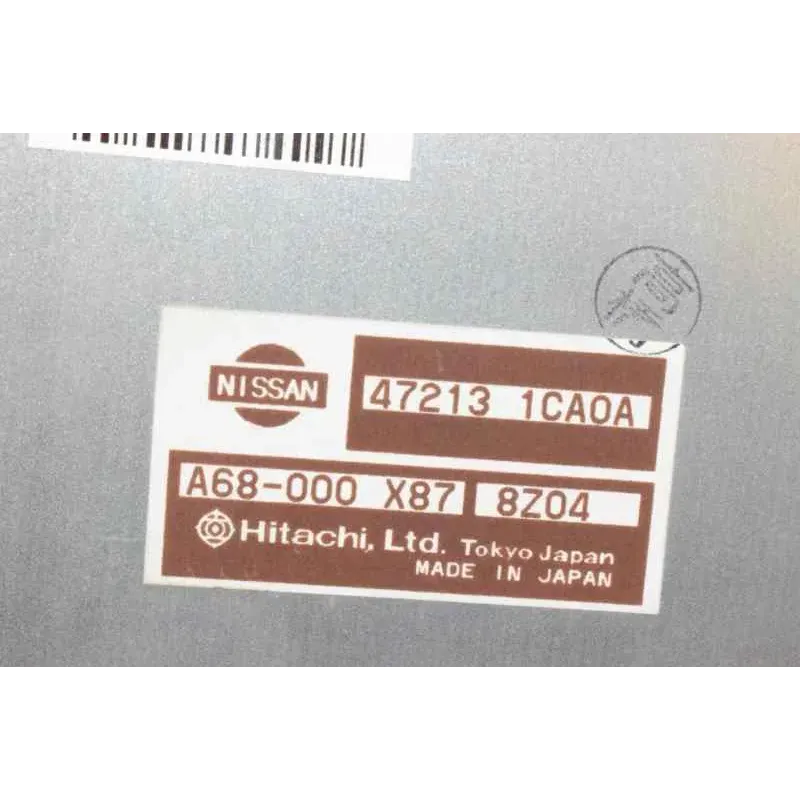 NISSAN
47213 1CA0A
A68-000 X87 8Z04
Hitachi, Ltd. Tokyo Japan
MADE IN JAPAN